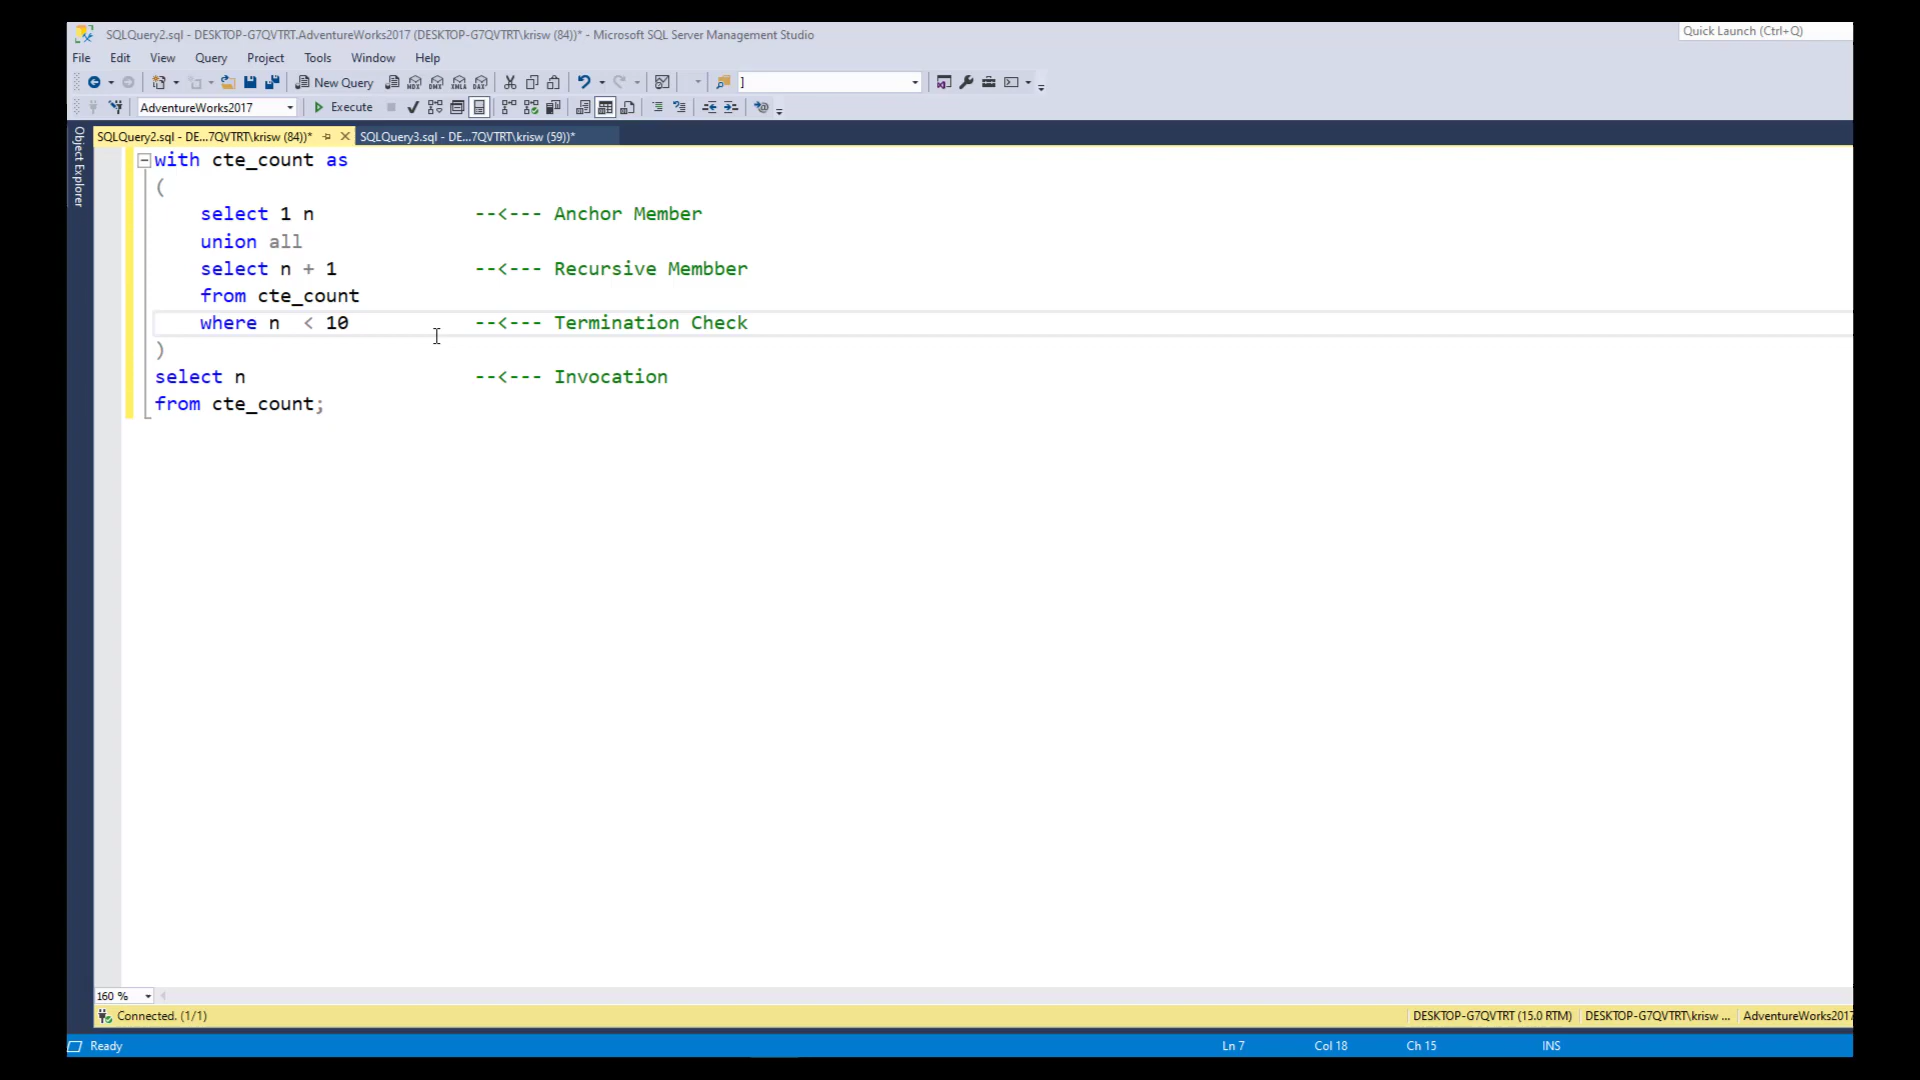 SQLQuery2.sql - DESKTOP-G7QVTRT.AdventureWorks2017 (DESKTOP-G7QVTRT\krisw (84))* - Microsoft SQL Server Management Studio
Quick Launch (Ctrl+Q)
File Edit View Query Project Tools Window Help
New Query ]
AdventureWorks2017 Execute
SQLQuery2.sql - DE...7QVTRT\krisw (84))* SQLQuery3.sql - DE...7QVTRT\krisw (59))*
Object Explorer
with cte_count as
(
select 1 n --<--- Anchor Member
union all
select n + 1 --<--- Recursive Membber
from cte_count
where n  < 10 --<--- Termination Check
)
select n --<--- Invocation
from cte_count;
160 %
Connected. (1/1) DESKTOP-G7QVTRT (15.0 RTM) DESKTOP-G7QVTRT\krisw ... AdventureWorks2017
Ready Ln 7 Col 18 Ch 15 INS